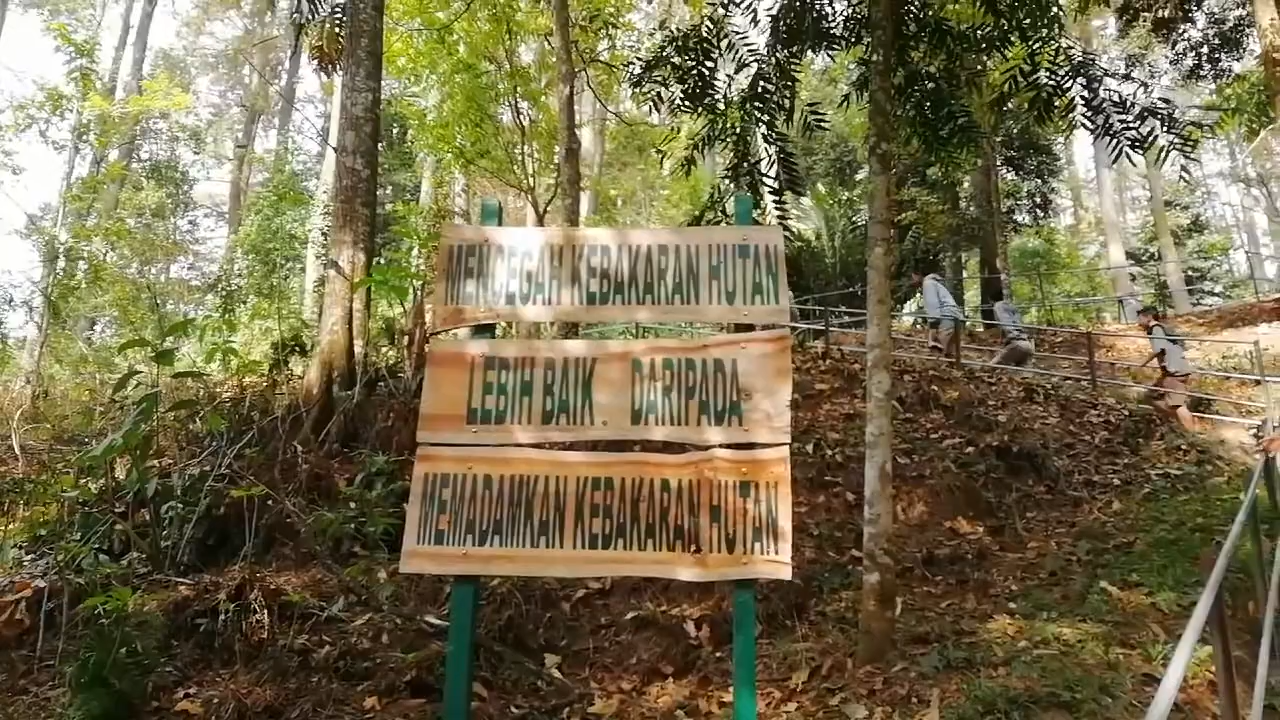 MENCEGAH KEBAKARAN HUTAN
LEBIH BAIK DARIPADA
MEMADAMKAN KEBAKARAN HUTAN